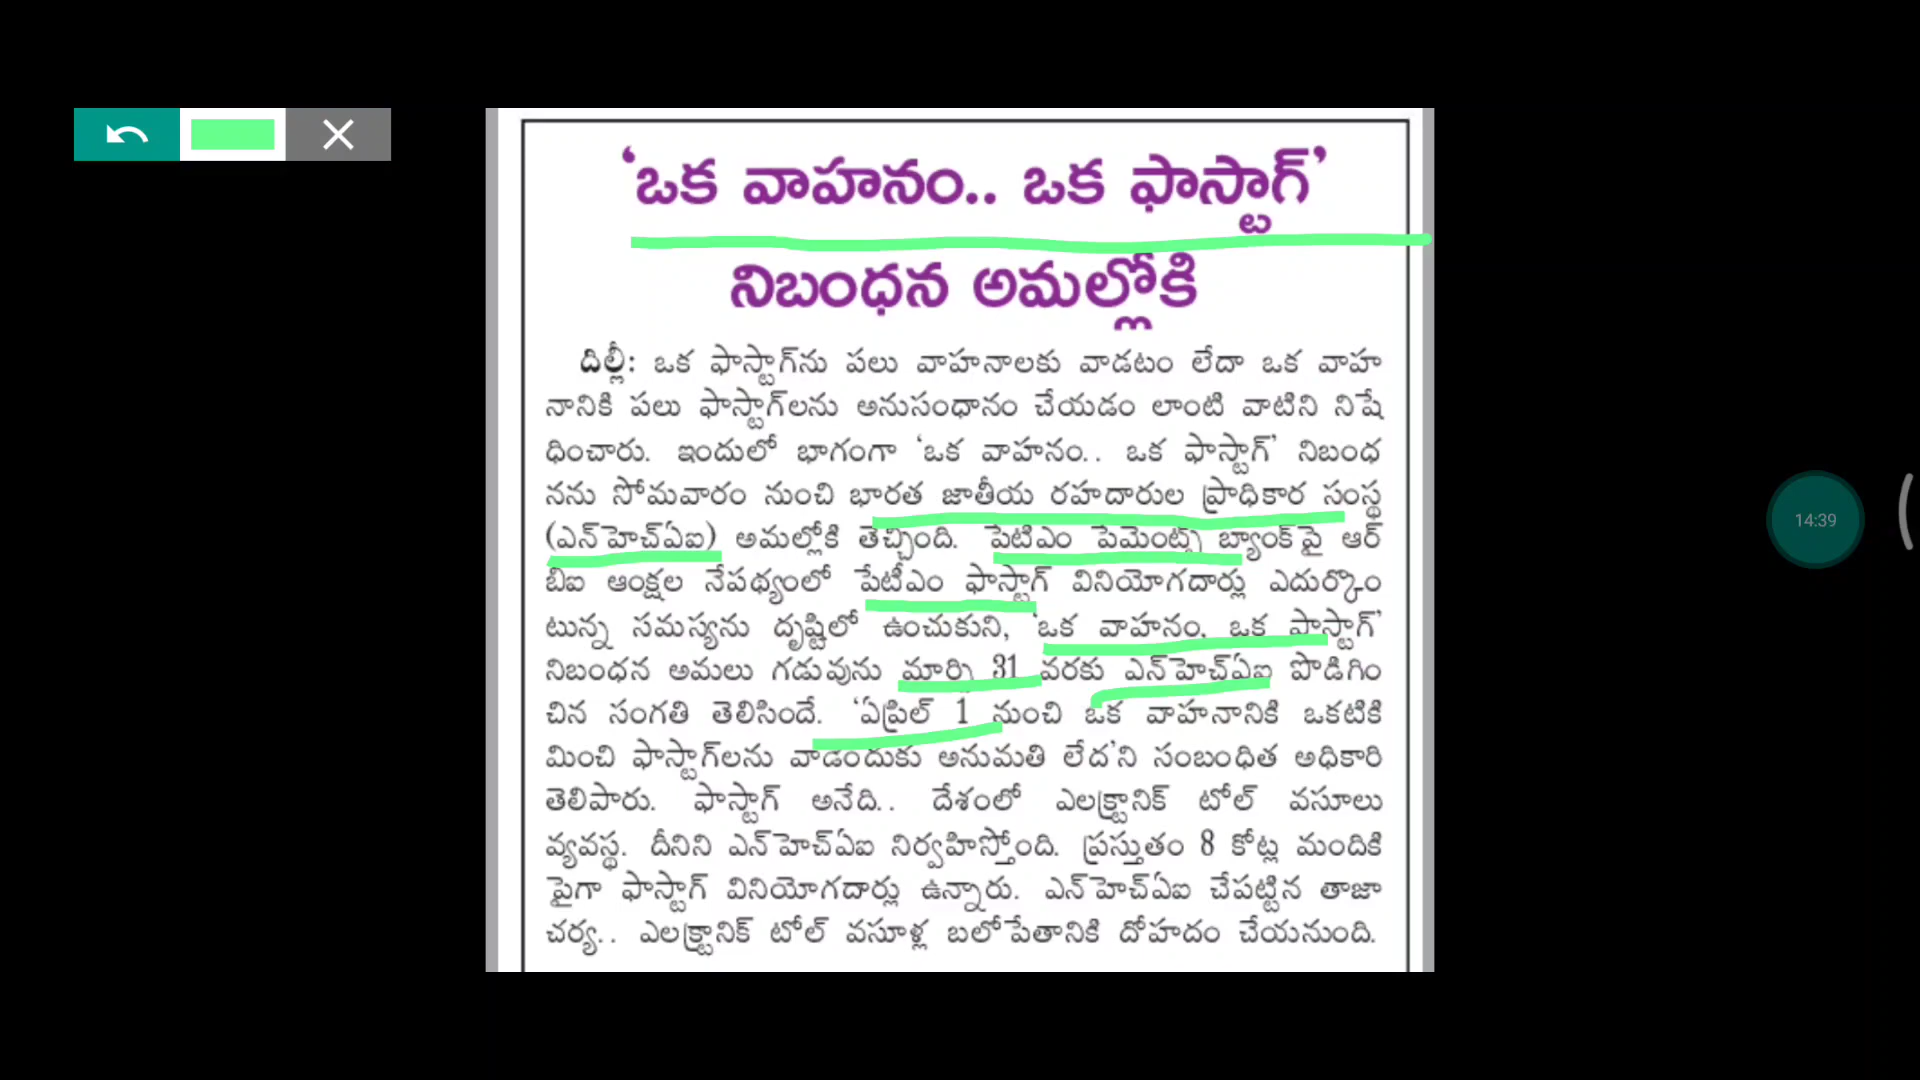 ‘ఒక వాహనం.. ఒక ఫాస్టాగ్’
నిబంధన అమల్లోకి
దిల్లీ: ఒక ఫాస్టాగ్‌ను పలు వాహనాలకు వాడటం లేదా ఒక వాహ
నానికి పలు ఫాస్టాగ్‌లను అనుసంధానం చేయడం లాంటి వాటిని నిషే
ధించారు. ఇందులో భాగంగా ‘ఒక వాహనం.. ఒక ఫాస్టాగ్’ నిబంధ
నను సోమవారం నుంచి భారత జాతీయ రహదారుల ప్రాధికార సంస్థ
(ఎన్‌హెచ్‌ఏఐ) అమల్లోకి తెచ్చింది. పేటిఎం పేమెంట్స్ బ్యాంక్‌పై ఆర్
బీఐ ఆంక్షల నేపథ్యంలో పేటీఎం ఫాస్టాగ్ వినియోగదార్లు ఎదుర్కొం
టున్న సమస్యను దృష్టిలో ఉంచుకుని, ‘ఒక వాహనం, ఒక ఫాస్టాగ్’
నిబంధన అమలు గడువును మార్చి 31 వరకు ఎన్‌హెచ్‌ఏఐ పొడిగిం
చిన సంగతి తెలిసిందే. ‘ఏప్రిల్ 1 నుంచి ఒక వాహనానికి ఒకటికి
మించి ఫాస్టాగ్‌లను వాడేందుకు అనుమతి లేద’ని సంబంధిత అధికారి
తెలిపారు. ఫాస్టాగ్ అనేది.. దేశంలో ఎలక్ట్రానిక్ టోల్ వసూలు
వ్యవస్థ. దీనిని ఎన్‌హెచ్‌ఏఐ నిర్వహిస్తోంది. ప్రస్తుతం 8 కోట్ల మందికి
పైగా ఫాస్టాగ్ వినియోగదార్లు ఉన్నారు. ఎన్‌హెచ్‌ఏఐ చేపట్టిన తాజా
చర్య.. ఎలక్ట్రానిక్ టోల్ వసూళ్ల బలోపేతానికి దోహదం చేయనుంది.
14:39